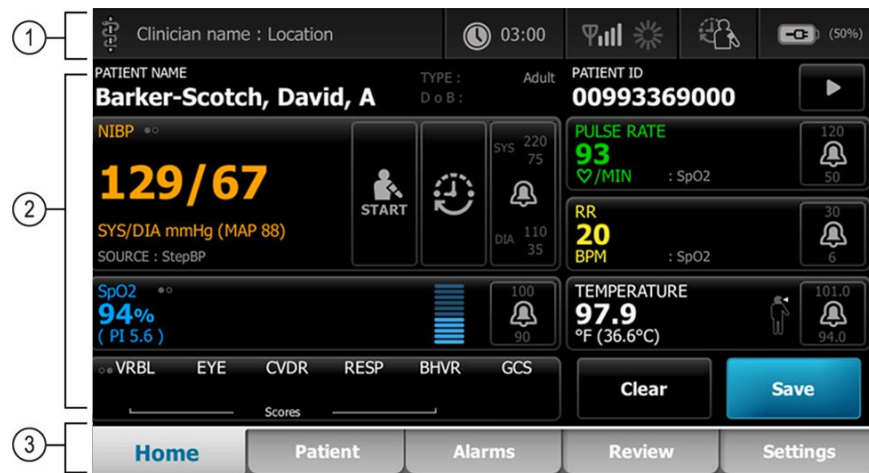 1
Clinician name : Location
03:00
(50%)
2
PATIENT NAME
Barker-Scotch, David, A
TYPE :
Adult
D o B :
PATIENT ID
00993369000
NIBP
129/67
SYS/DIA mmHg (MAP 88)
SOURCE : StepBP
START
SYS 220
75
DIA 110
35
PULSE RATE
93
/MIN : SpO2
120
50
RR
20
BPM : SpO2
30
6
SpO2
94%
( PI 5.6 )
100
90
TEMPERATURE
97.9
°F (36.6°C)
101.0
94.0
VRBL EYE CVDR RESP BHVR GCS
Scores
Clear
Save
3
Home Patient Alarms Review Settings